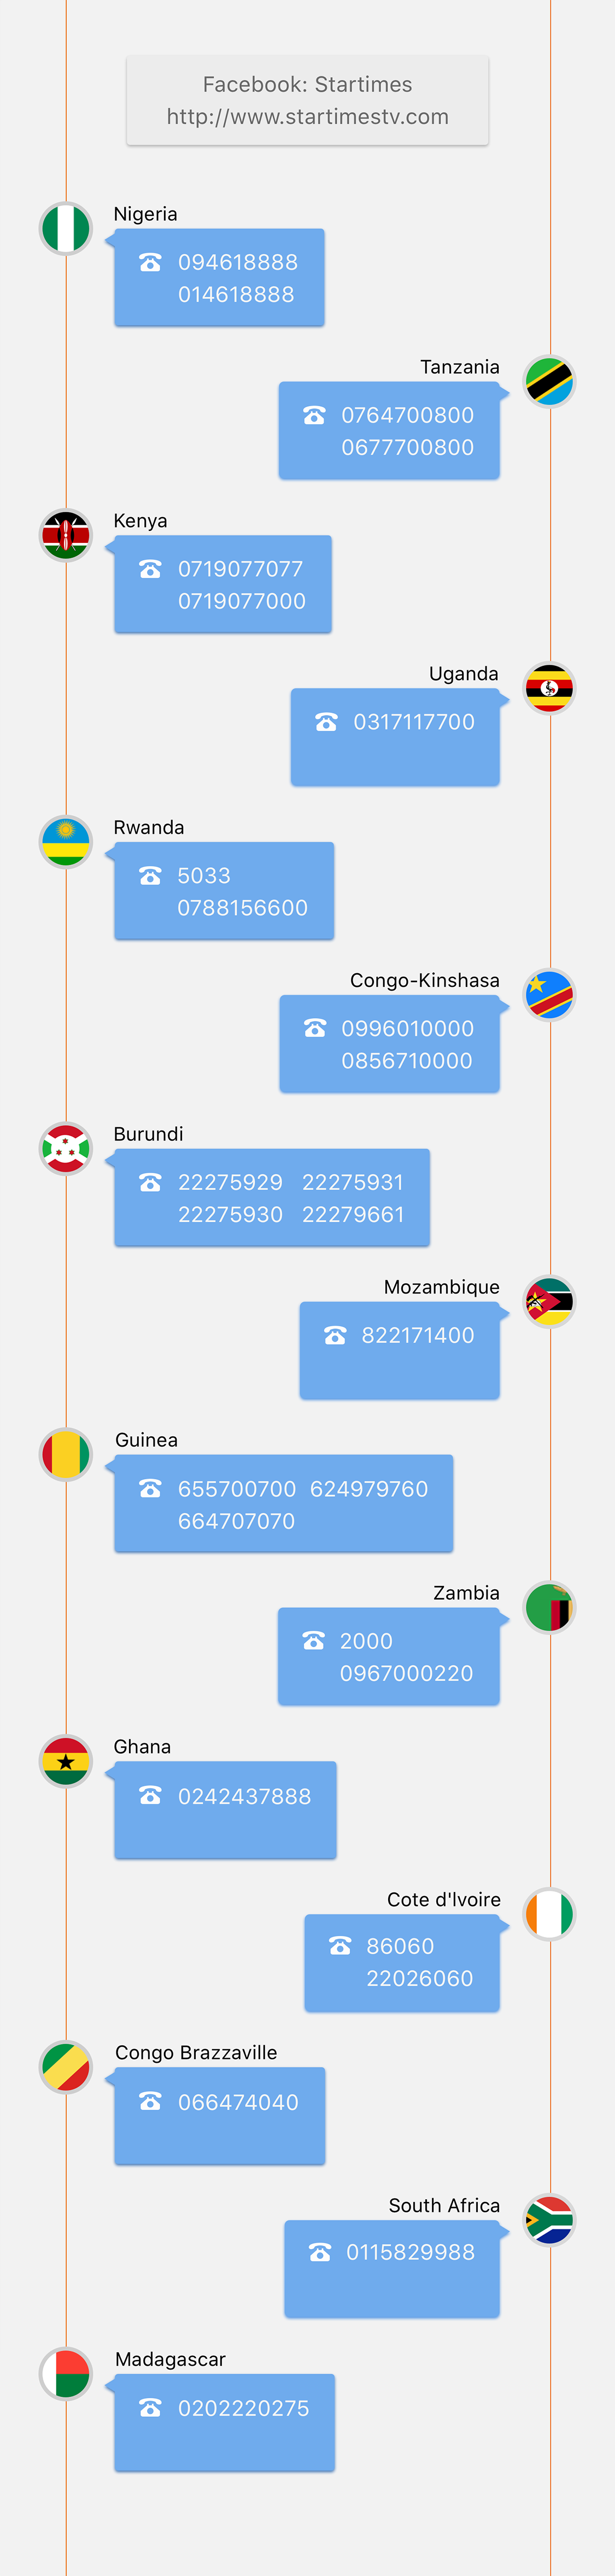 Facebook: Startimes
http://www.startimestv.com
Nigeria
094618888
014618888
Tanzania
0764700800
0677700800
Kenya
0719077077
0719077000
Uganda
0317117700
Rwanda
5033
0788156600
Congo-Kinshasa
0996010000
0856710000
Burundi
22275929 22275931
22275930 22279661
Mozambique
822171400
Guinea
655700700 624979760
664707070
Zambia
2000
0967000220
Ghana
0242437888
Cote d'Ivoire
86060
22026060
Congo Brazzaville
066474040
South Africa
0115829988
Madagascar
0202220275